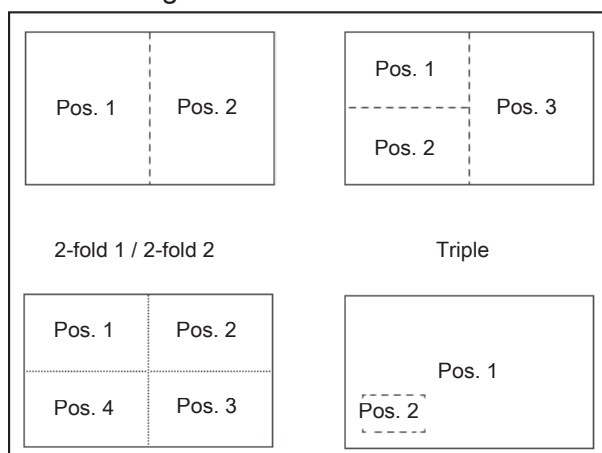 Pos. 1 Pos. 2
Pos. 1
Pos. 2
Pos. 3
2-fold 1 / 2-fold 2
Triple
Pos. 1 Pos. 2
Pos. 4 Pos. 3
Pos. 1
Pos. 2